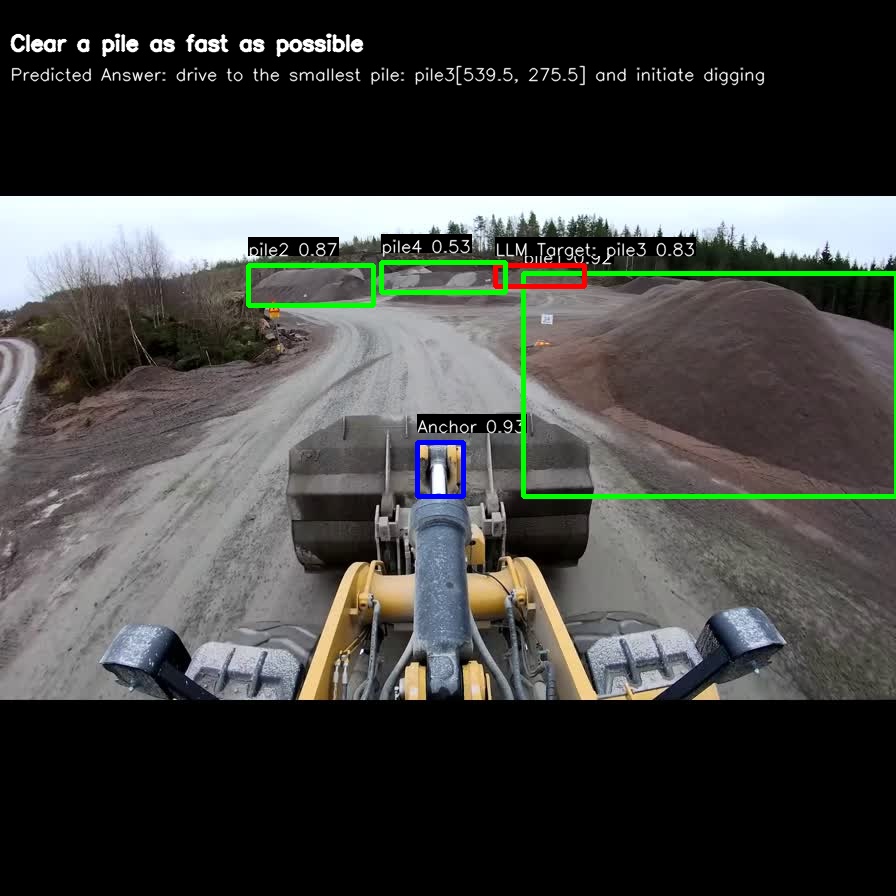 Clear a pile as fast as possible
Predicted Answer: drive to the smallest pile: pile3[539.5, 275.5] and initiate digging
pile2 0.87
pile4 0.53
LLM Target: pile3 0.83
pile1 0.92
Anchor 0.93